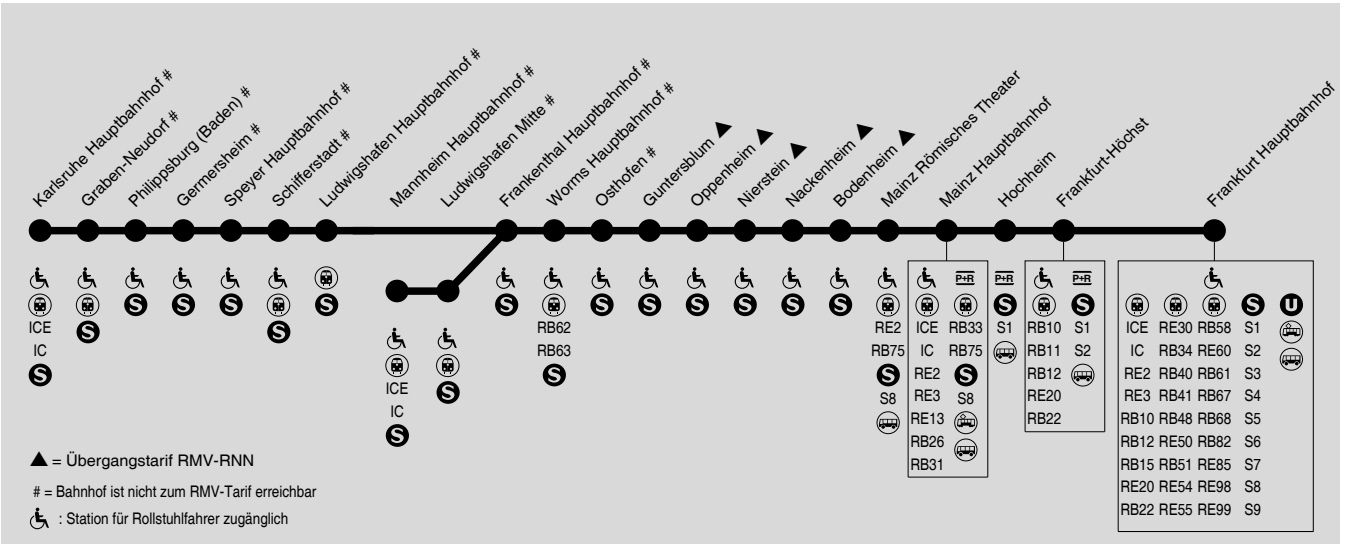 Karlsruhe Hauptbahnhof #
Graben-Neudorf #
Philippsburg (Baden) #
Germersheim #
Speyer Hauptbahnhof #
Schifferstadt #
Ludwigshafen Hauptbahnhof #
Mannheim Hauptbahnhof #
Ludwigshafen Mitte #
Frankenthal Hauptbahnhof #
Worms Hauptbahnhof #
Osthofen #
Guntersblum ▲
Oppenheim ▲
Nierstein ▲
Nackenheim ▲
Bodenheim ▲
Mainz Römisches Theater
Mainz Hauptbahnhof
Hochheim
Frankfurt-Höchst
Frankfurt Hauptbahnhof
ICE
IC
S
S
S
S
S
S
S
ICE
IC
S
S
S
RB62
RB63
S
S
S
S
S
S
S
RE2
RB75
S
S8
ICE
IC
RE2
RE3
RE13
RB26
RB31
P+R
RB33
RB75
S
S8
P+R
S
S1
RB10
RB11
RB12
RE20
RB22
P+R
S
S1
S2
ICE
IC
RE2
RE3
RB10
RB12
RB15
RE20
RB22
RE30
RB34
RB40
RB41
RB48
RE50
RB51
RE54
RE55
RB58
RE60
RB61
RB67
RB68
RB82
RE85
RE98
RE99
S
S1
S2
S3
S4
S5
S6
S7
S8
S9
U
▲ = Übergangstarif RMV-RNN
# = Bahnhof ist nicht zum RMV-Tarif erreichbar
: Station für Rollstuhlfahrer zugänglich